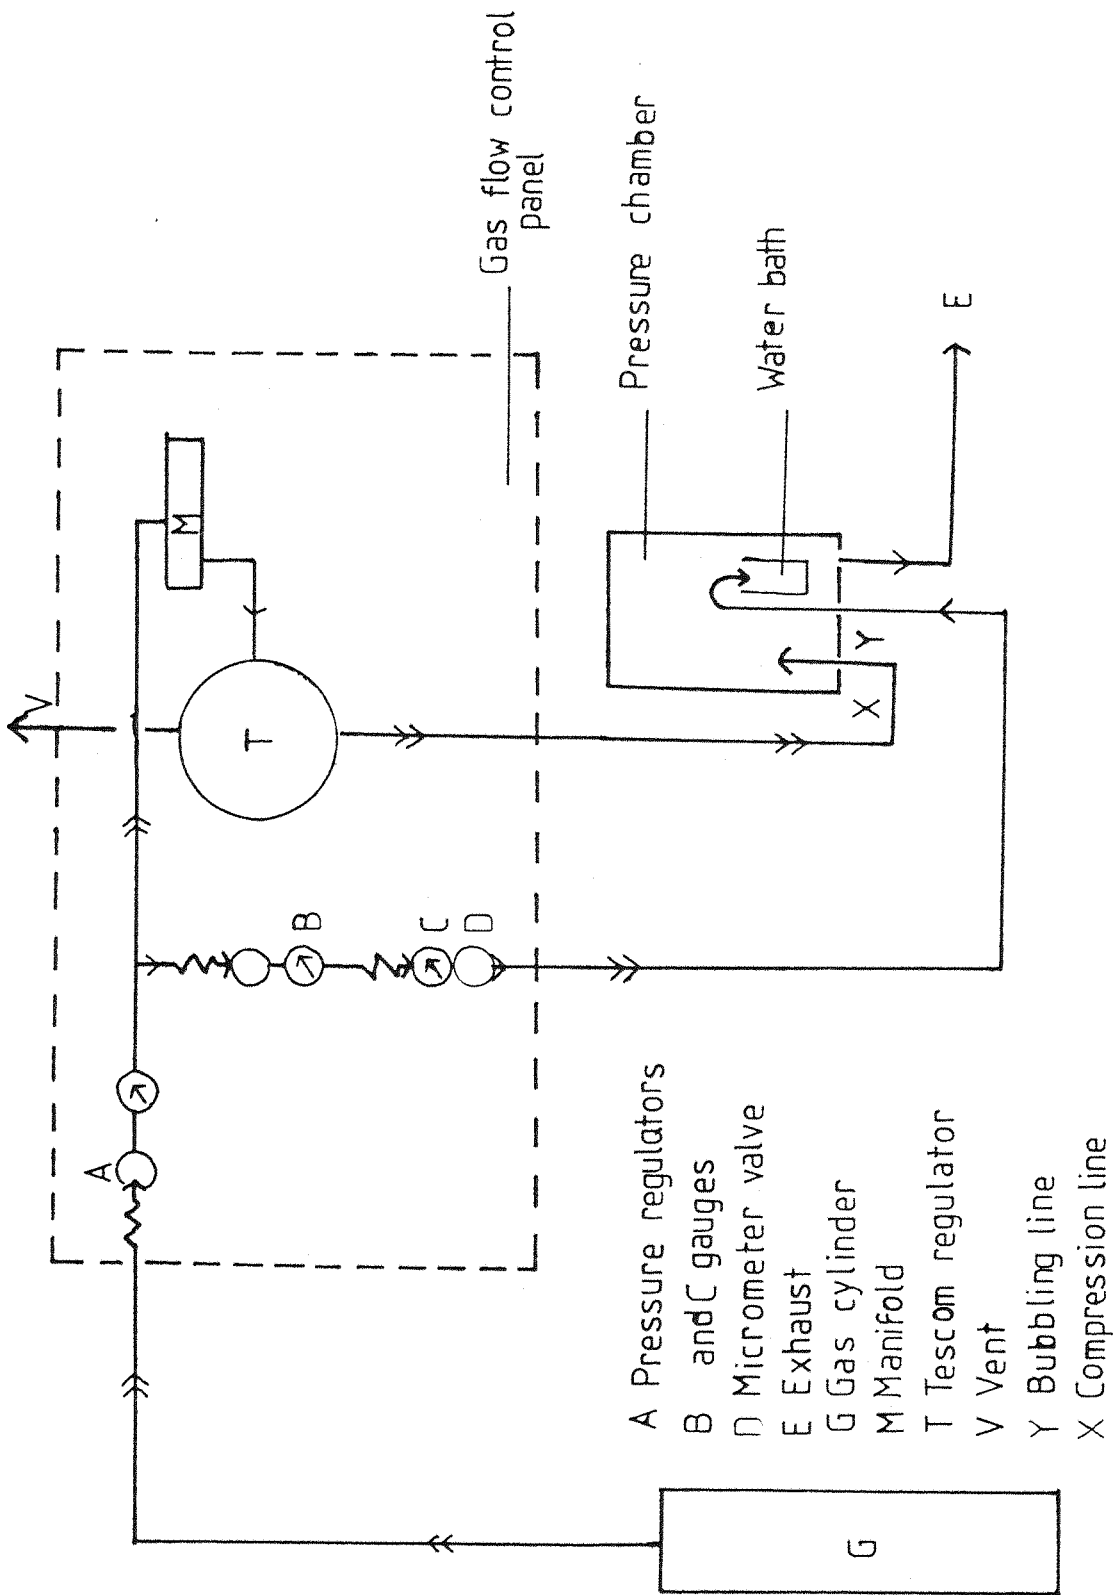 V
A
M
T
B
C
D
Gas flow control
panel
Pressure chamber
Water bath
X
Y
E
G
A Pressure regulators
B
and C gauges
D Micrometer valve
E Exhaust
G Gas cylinder
M Manifold
T Tescom regulator
V Vent
Y Bubbling line
X Compression line